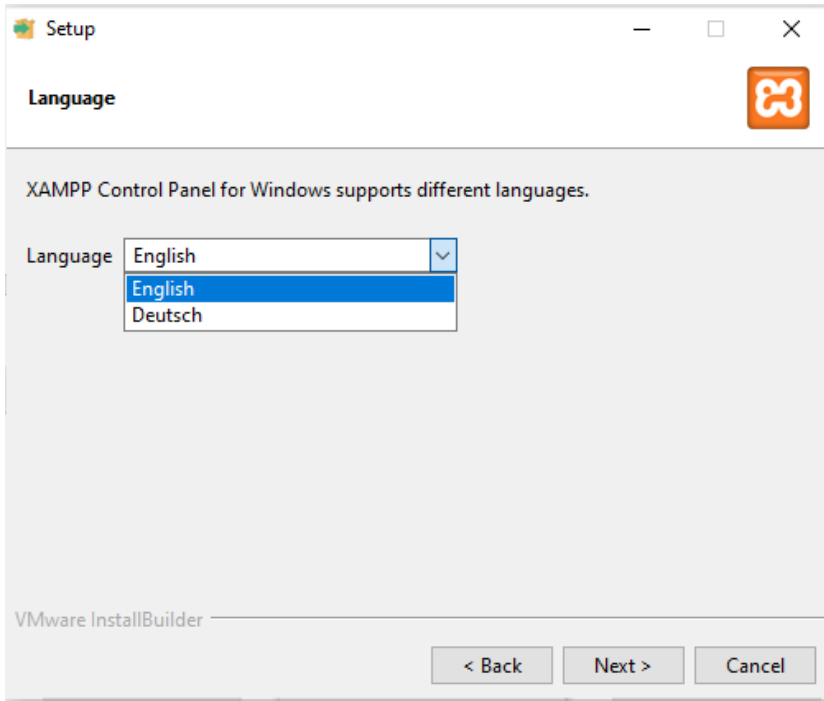 Setup
Language
XAMPP Control Panel for Windows supports different languages.
Language English
English
Deutsch
VMware InstallBuilder
< Back Next > Cancel